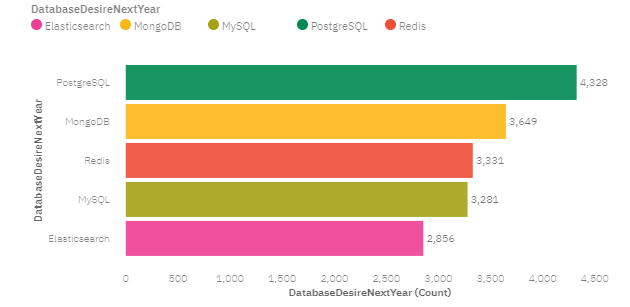 DatabaseDesireNextYear
Elasticsearch MongoDB MySQL PostgreSQL Redis
DatabaseDesireNextYear
PostgreSQL 4,328
MongoDB 3,649
Redis 3,331
MySQL 3,281
Elasticsearch 2,856
0 500 1,000 1,500 2,000 2,500 3,000 3,500 4,000 4,500
DatabaseDesireNextYear (Count)